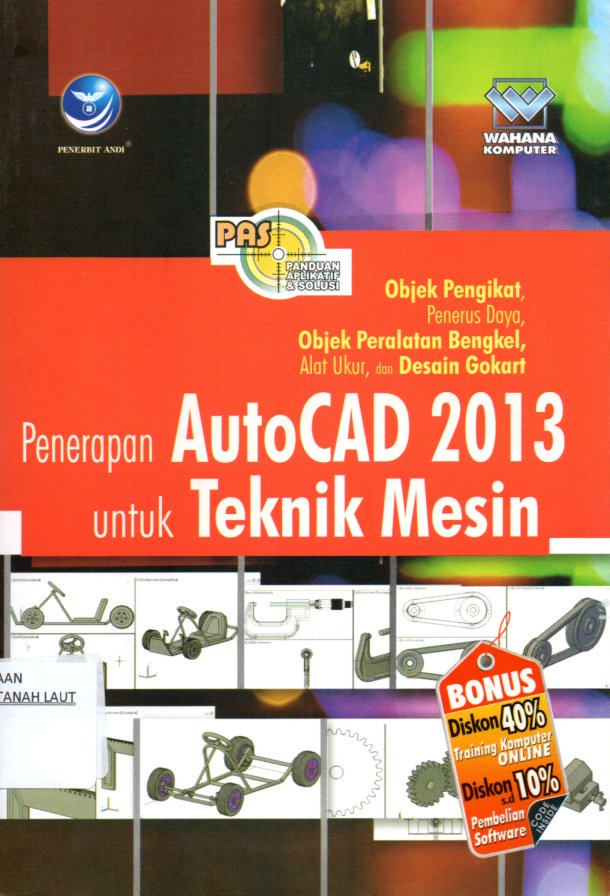 a
PENERBIT ANDI®
WAHANA
KOMPUTER
PAS
PANDUAN
APLIKATIF
& SOLUSI
Objek Pengikat,
Penerus Daya,
Objek Peralatan Bengkel,
Alat Ukur, dan Desain Gokart
Penerapan AutoCAD 2013
untuk Teknik Mesin
AAN
TANAH LAUT
BONUS
Diskon 40%
Training Komputer
ONLINE
Diskon
s.d 10%
Pembelian
Software
CODE
INSIDE